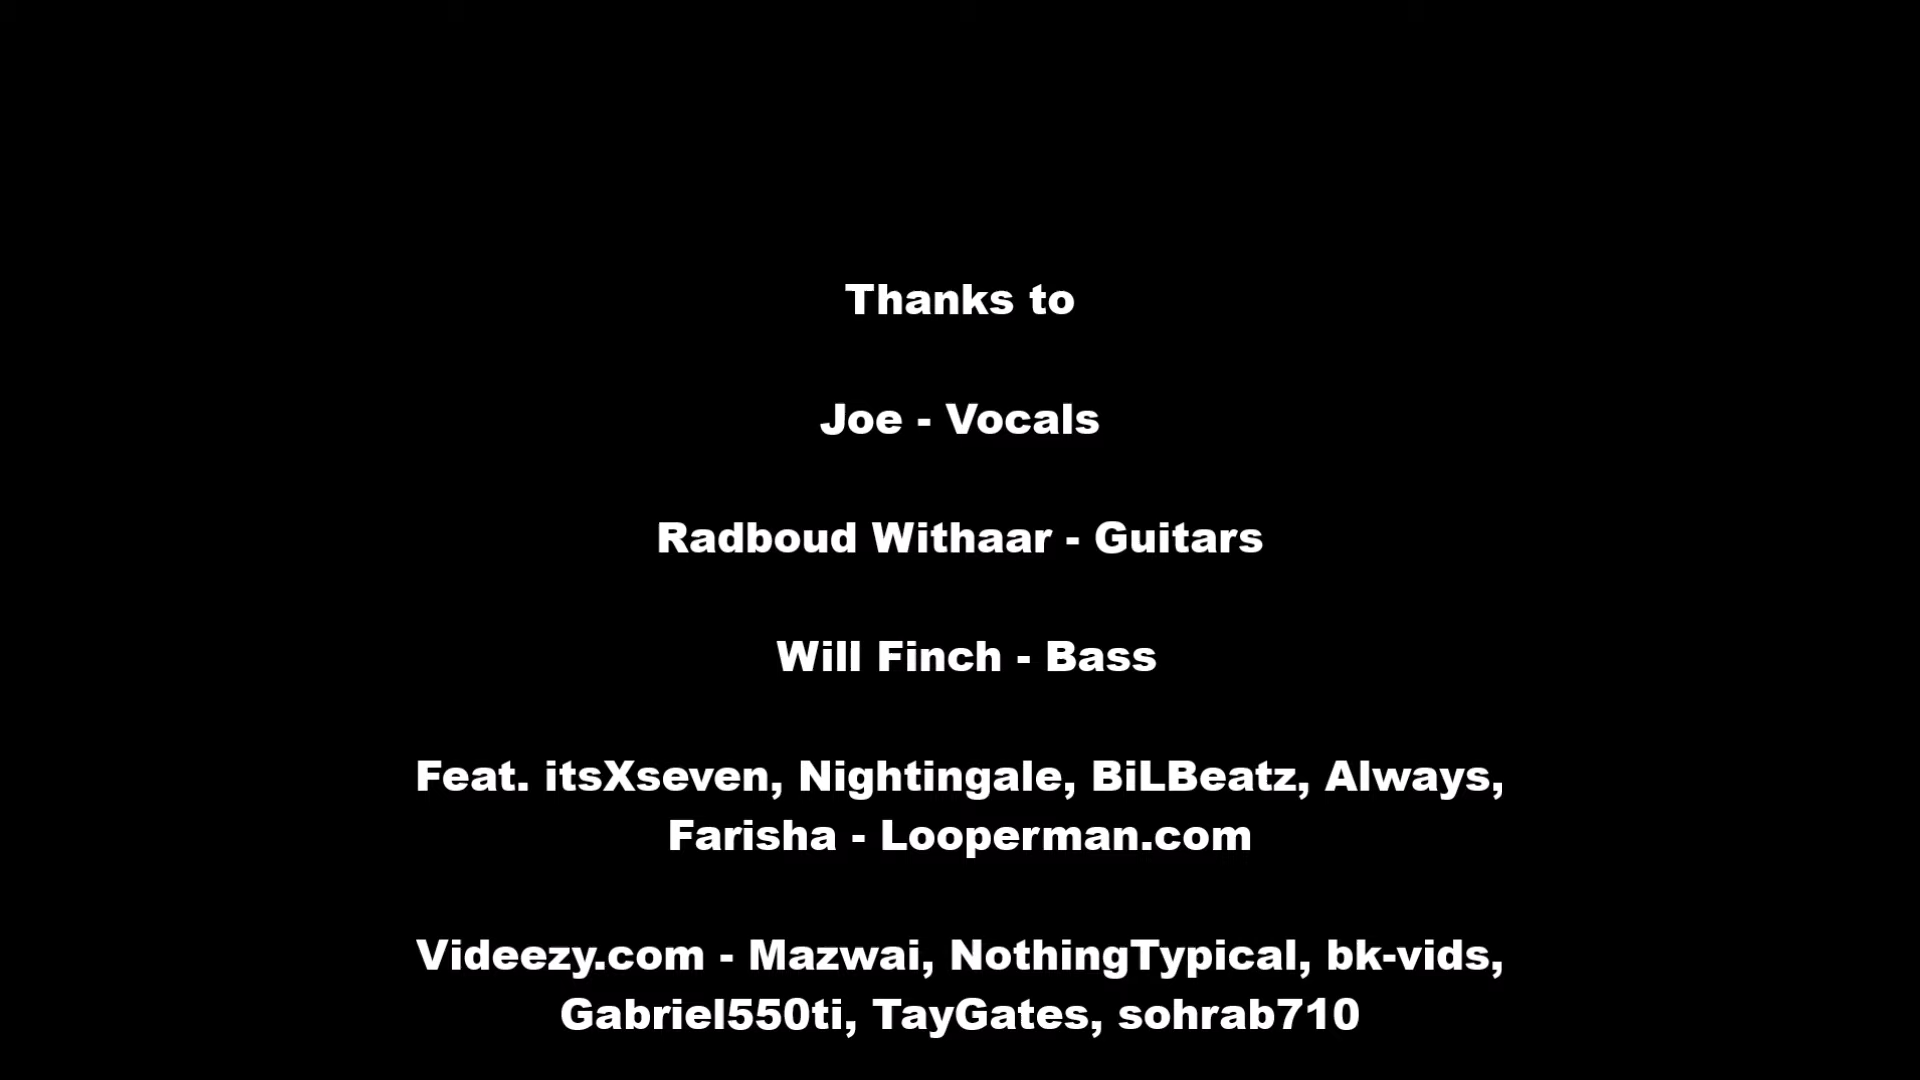 Thanks to
Joe - Vocals
Radboud Withaar - Guitars
Will Finch - Bass
Feat. itsXseven, Nightingale, BiLBeatz, Always,
Farisha - Looperman.com
Videezy.com - Mazwai, NothingTypical, bk-vids,
Gabriel550ti, TayGates, sohrab710